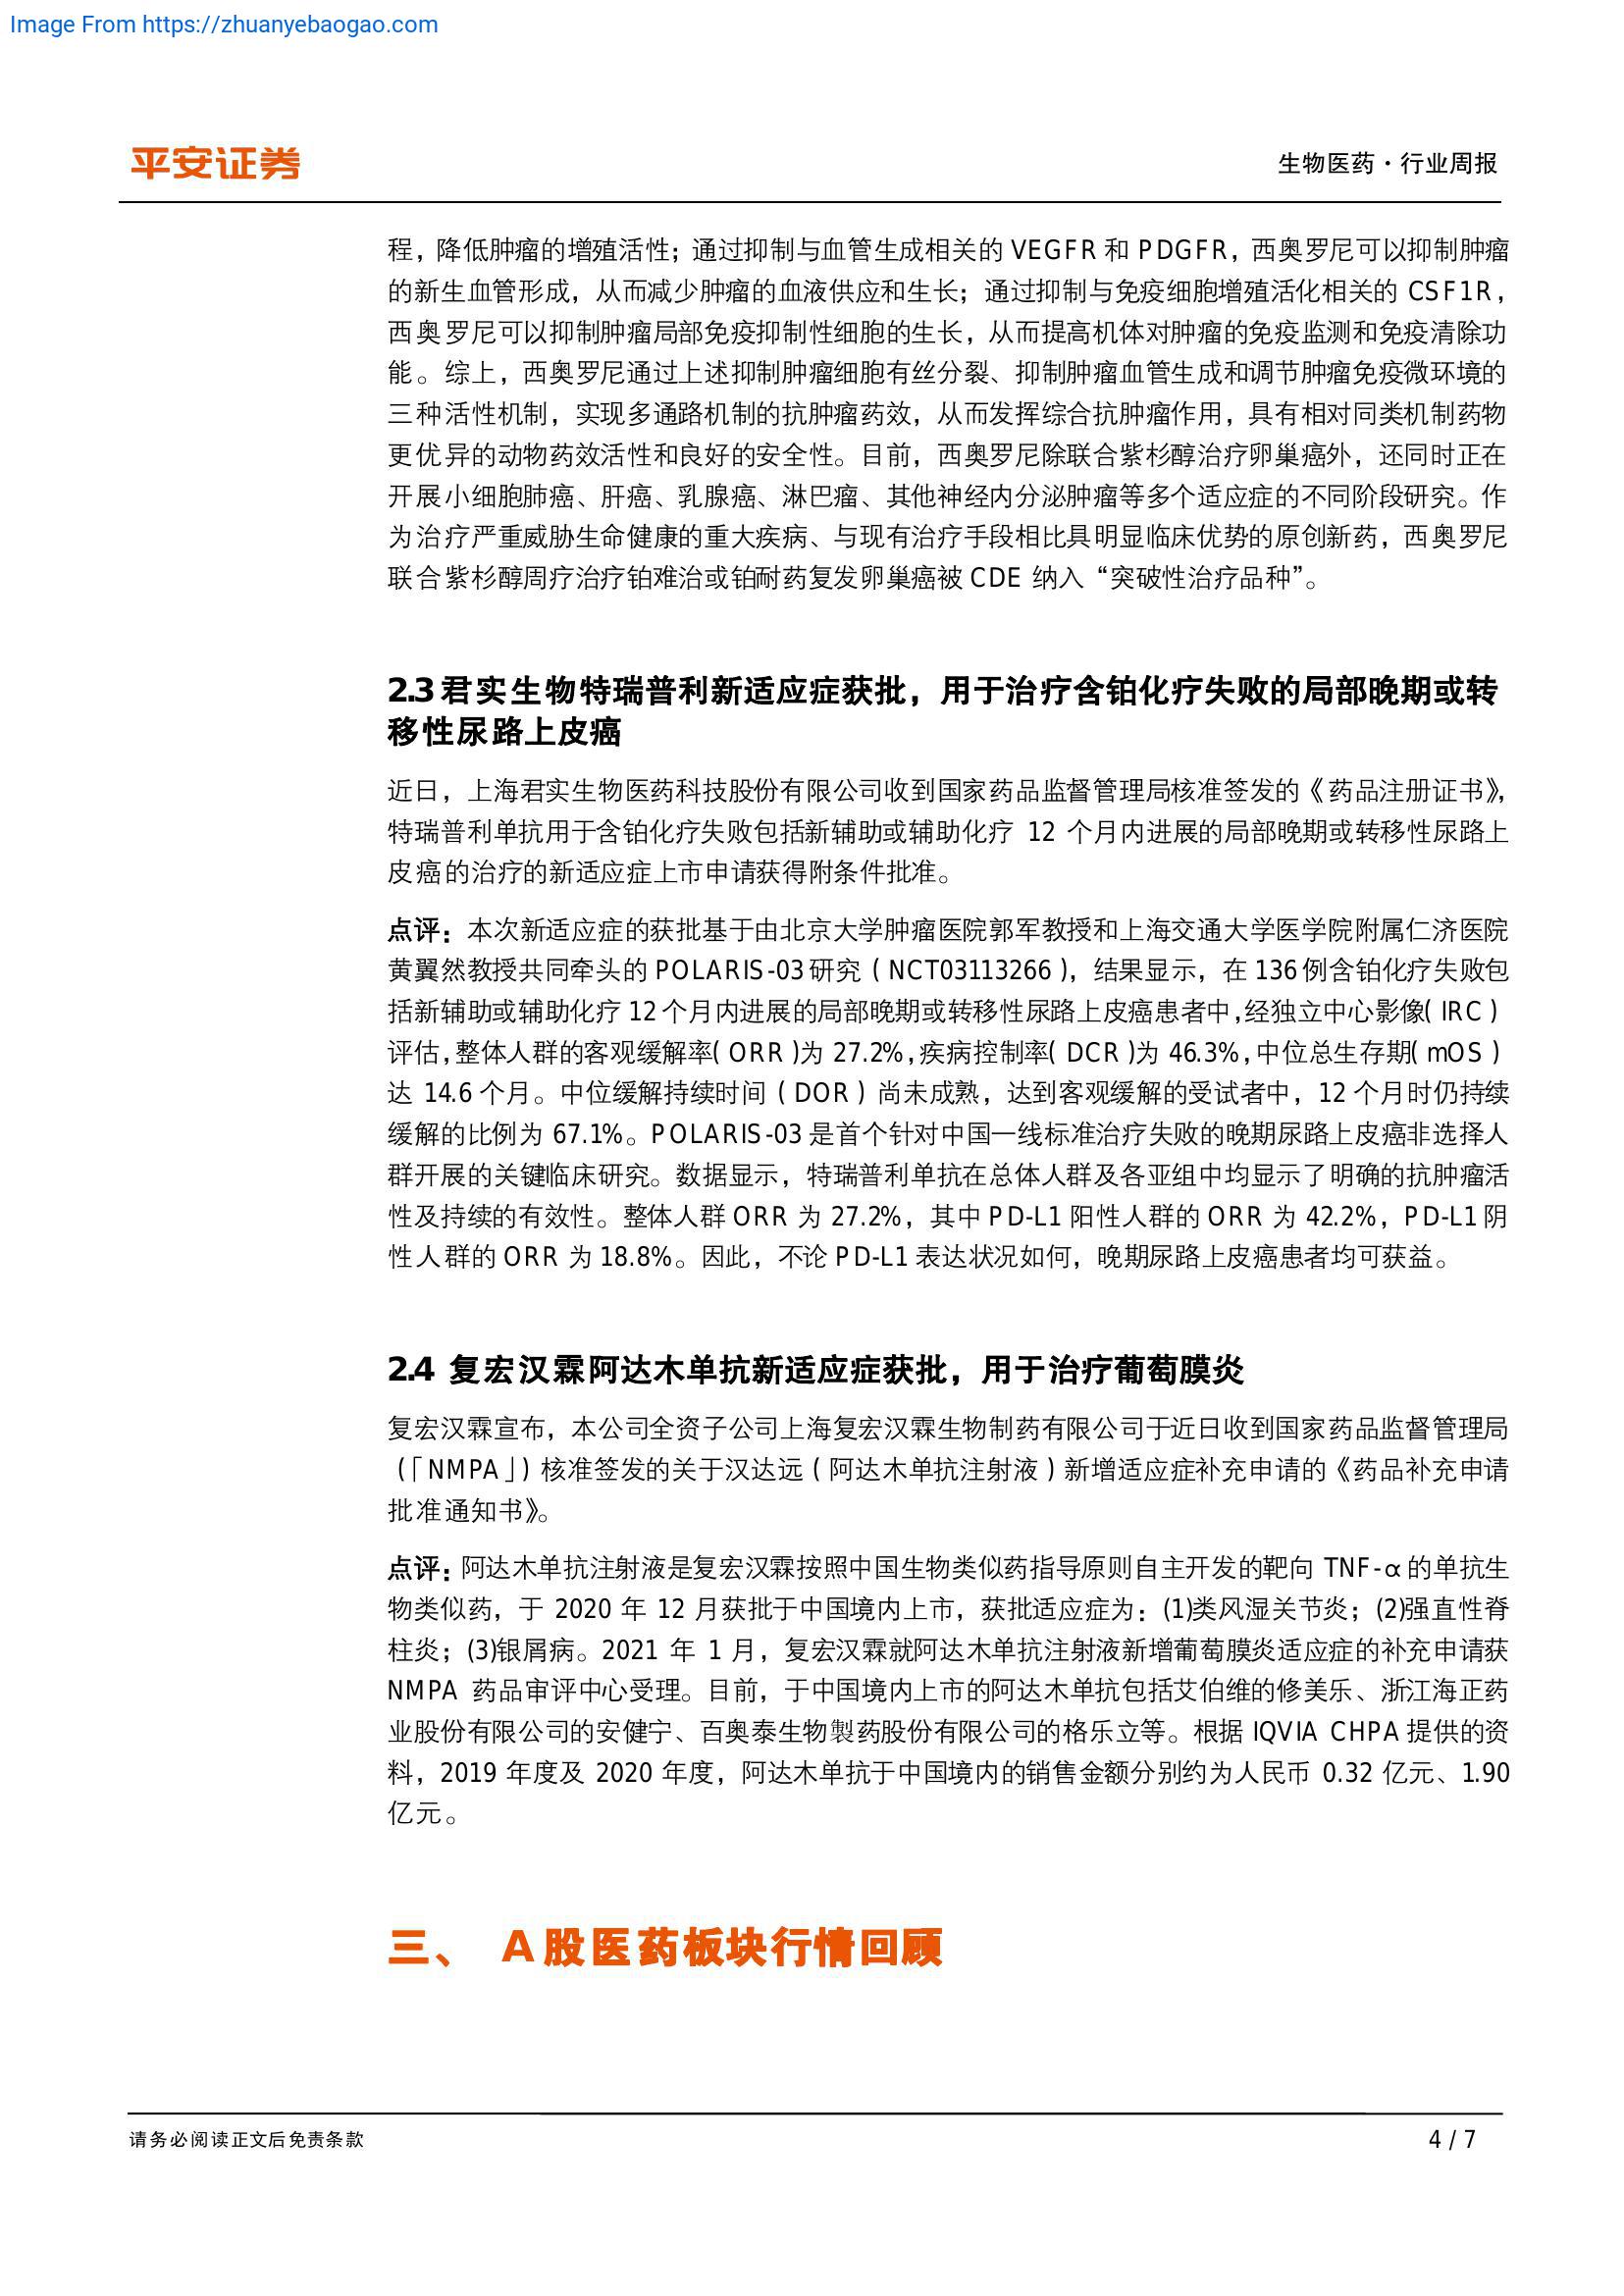 Image From https://zhuanyebaogao.com
平安证券
生物医药·行业周报
程，降低肿瘤的增殖活性；通过抑制与血管生成相关的 VEGFR 和 PDGFR，西奥罗尼可以抑制肿瘤
的新生血管形成，从而减少肿瘤的血液供应和生长；通过抑制与免疫细胞增殖活化相关的 CSF1R，
西奥罗尼可以抑制肿瘤局部免疫抑制性细胞的生长，从而提高机体对肿瘤的免疫监测和免疫清除功
能。综上，西奥罗尼通过上述抑制肿瘤细胞有丝分裂、抑制肿瘤血管生成和调节肿瘤免疫微环境的
三种活性机制，实现多通路机制的抗肿瘤药效，从而发挥综合抗肿瘤作用，具有相对同类机制药物
更优异的动物药效活性和良好的安全性。目前，西奥罗尼除联合紫杉醇治疗卵巢癌外，还同时正在
开展小细胞肺癌、肝癌、乳腺癌、淋巴瘤、其他神经内分泌肿瘤等多个适应症的不同阶段研究。作
为治疗严重威胁生命健康的重大疾病、与现有治疗手段相比具明显临床优势的原创新药，西奥罗尼
联合紫杉醇周疗治疗铂难治或铂耐药复发卵巢癌被 CDE 纳入“突破性治疗品种”。
2.3 君实生物特瑞普利新适应症获批，用于治疗含铂化疗失败的局部晚期或转
移性尿路上皮癌
近日，上海君实生物医药科技股份有限公司收到国家药品监督管理局核准签发的《药品注册证书》，
特瑞普利单抗用于含铂化疗失败包括新辅助或辅助化疗 12 个月内进展的局部晚期或转移性尿路上
皮癌的治疗的新适应症上市申请获得附条件批准。
点评：本次新适应症的获批基于由北京大学肿瘤医院郭军教授和上海交通大学医学院附属仁济医院
黄翼然教授共同牵头的 POLARIS-03 研究（NCT03113266），结果显示，在 136 例含铂化疗失败包
括新辅助或辅助化疗 12 个月内进展的局部晚期或转移性尿路上皮癌患者中，经独立中心影像（IRC）
评估，整体人群的客观缓解率（ORR）为 27.2%，疾病控制率（DCR）为 46.3%，中位总生存期（mOS）
达 14.6 个月。中位缓解持续时间（DOR）尚未成熟，达到客观缓解的受试者中，12 个月时仍持续
缓解的比例为 67.1%。POLARIS-03 是首个针对中国一线标准治疗失败的晚期尿路上皮癌非选择人
群开展的关键临床研究。数据显示，特瑞普利单抗在总体人群及各亚组中均显示了明确的抗肿瘤活
性及持续的有效性。整体人群 ORR 为 27.2%，其中 PD-L1 阳性人群的 ORR 为 42.2%，PD-L1 阴
性人群的 ORR 为 18.8%。因此，不论 PD-L1 表达状况如何，晚期尿路上皮癌患者均可获益。
2.4 复宏汉霖阿达木单抗新适应症获批，用于治疗葡萄膜炎
复宏汉霖宣布，本公司全资子公司上海复宏汉霖生物制药有限公司于近日收到国家药品监督管理局
(「NMPA」) 核准签发的关于汉达远（阿达木单抗注射液）新增适应症补充申请的《药品补充申请
批准通知书》。
点评：阿达木单抗注射液是复宏汉霖按照中国生物类似药指导原则自主开发的靶向 TNF-α 的单抗生
物类似药，于 2020 年 12 月获批于中国境内上市，获批适应症为：(1)类风湿关节炎；(2)强直性脊
柱炎；(3)银屑病。2021 年 1 月，复宏汉霖就阿达木单抗注射液新增葡萄膜炎适应症的补充申请获
NMPA 药品审评中心受理。目前，于中国境内上市的阿达木单抗包括艾伯维的修美乐、浙江海正药
业股份有限公司的安健宁、百奥泰生物製药股份有限公司的格乐立等。根据 IQVIA CHPA 提供的资
料，2019 年度及 2020 年度，阿达木单抗于中国境内的销售金额分别约为人民币 0.32 亿元、1.90
亿元。
三、 A 股医药板块行情回顾
请务必阅读正文后免责条款
4 / 7